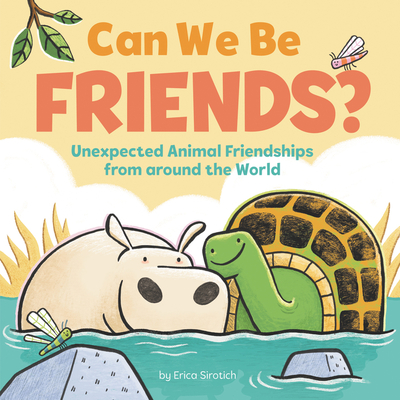 Can We Be
FRIENDS?
Unexpected Animal Friendships
from around the World
by Erica Sirotich